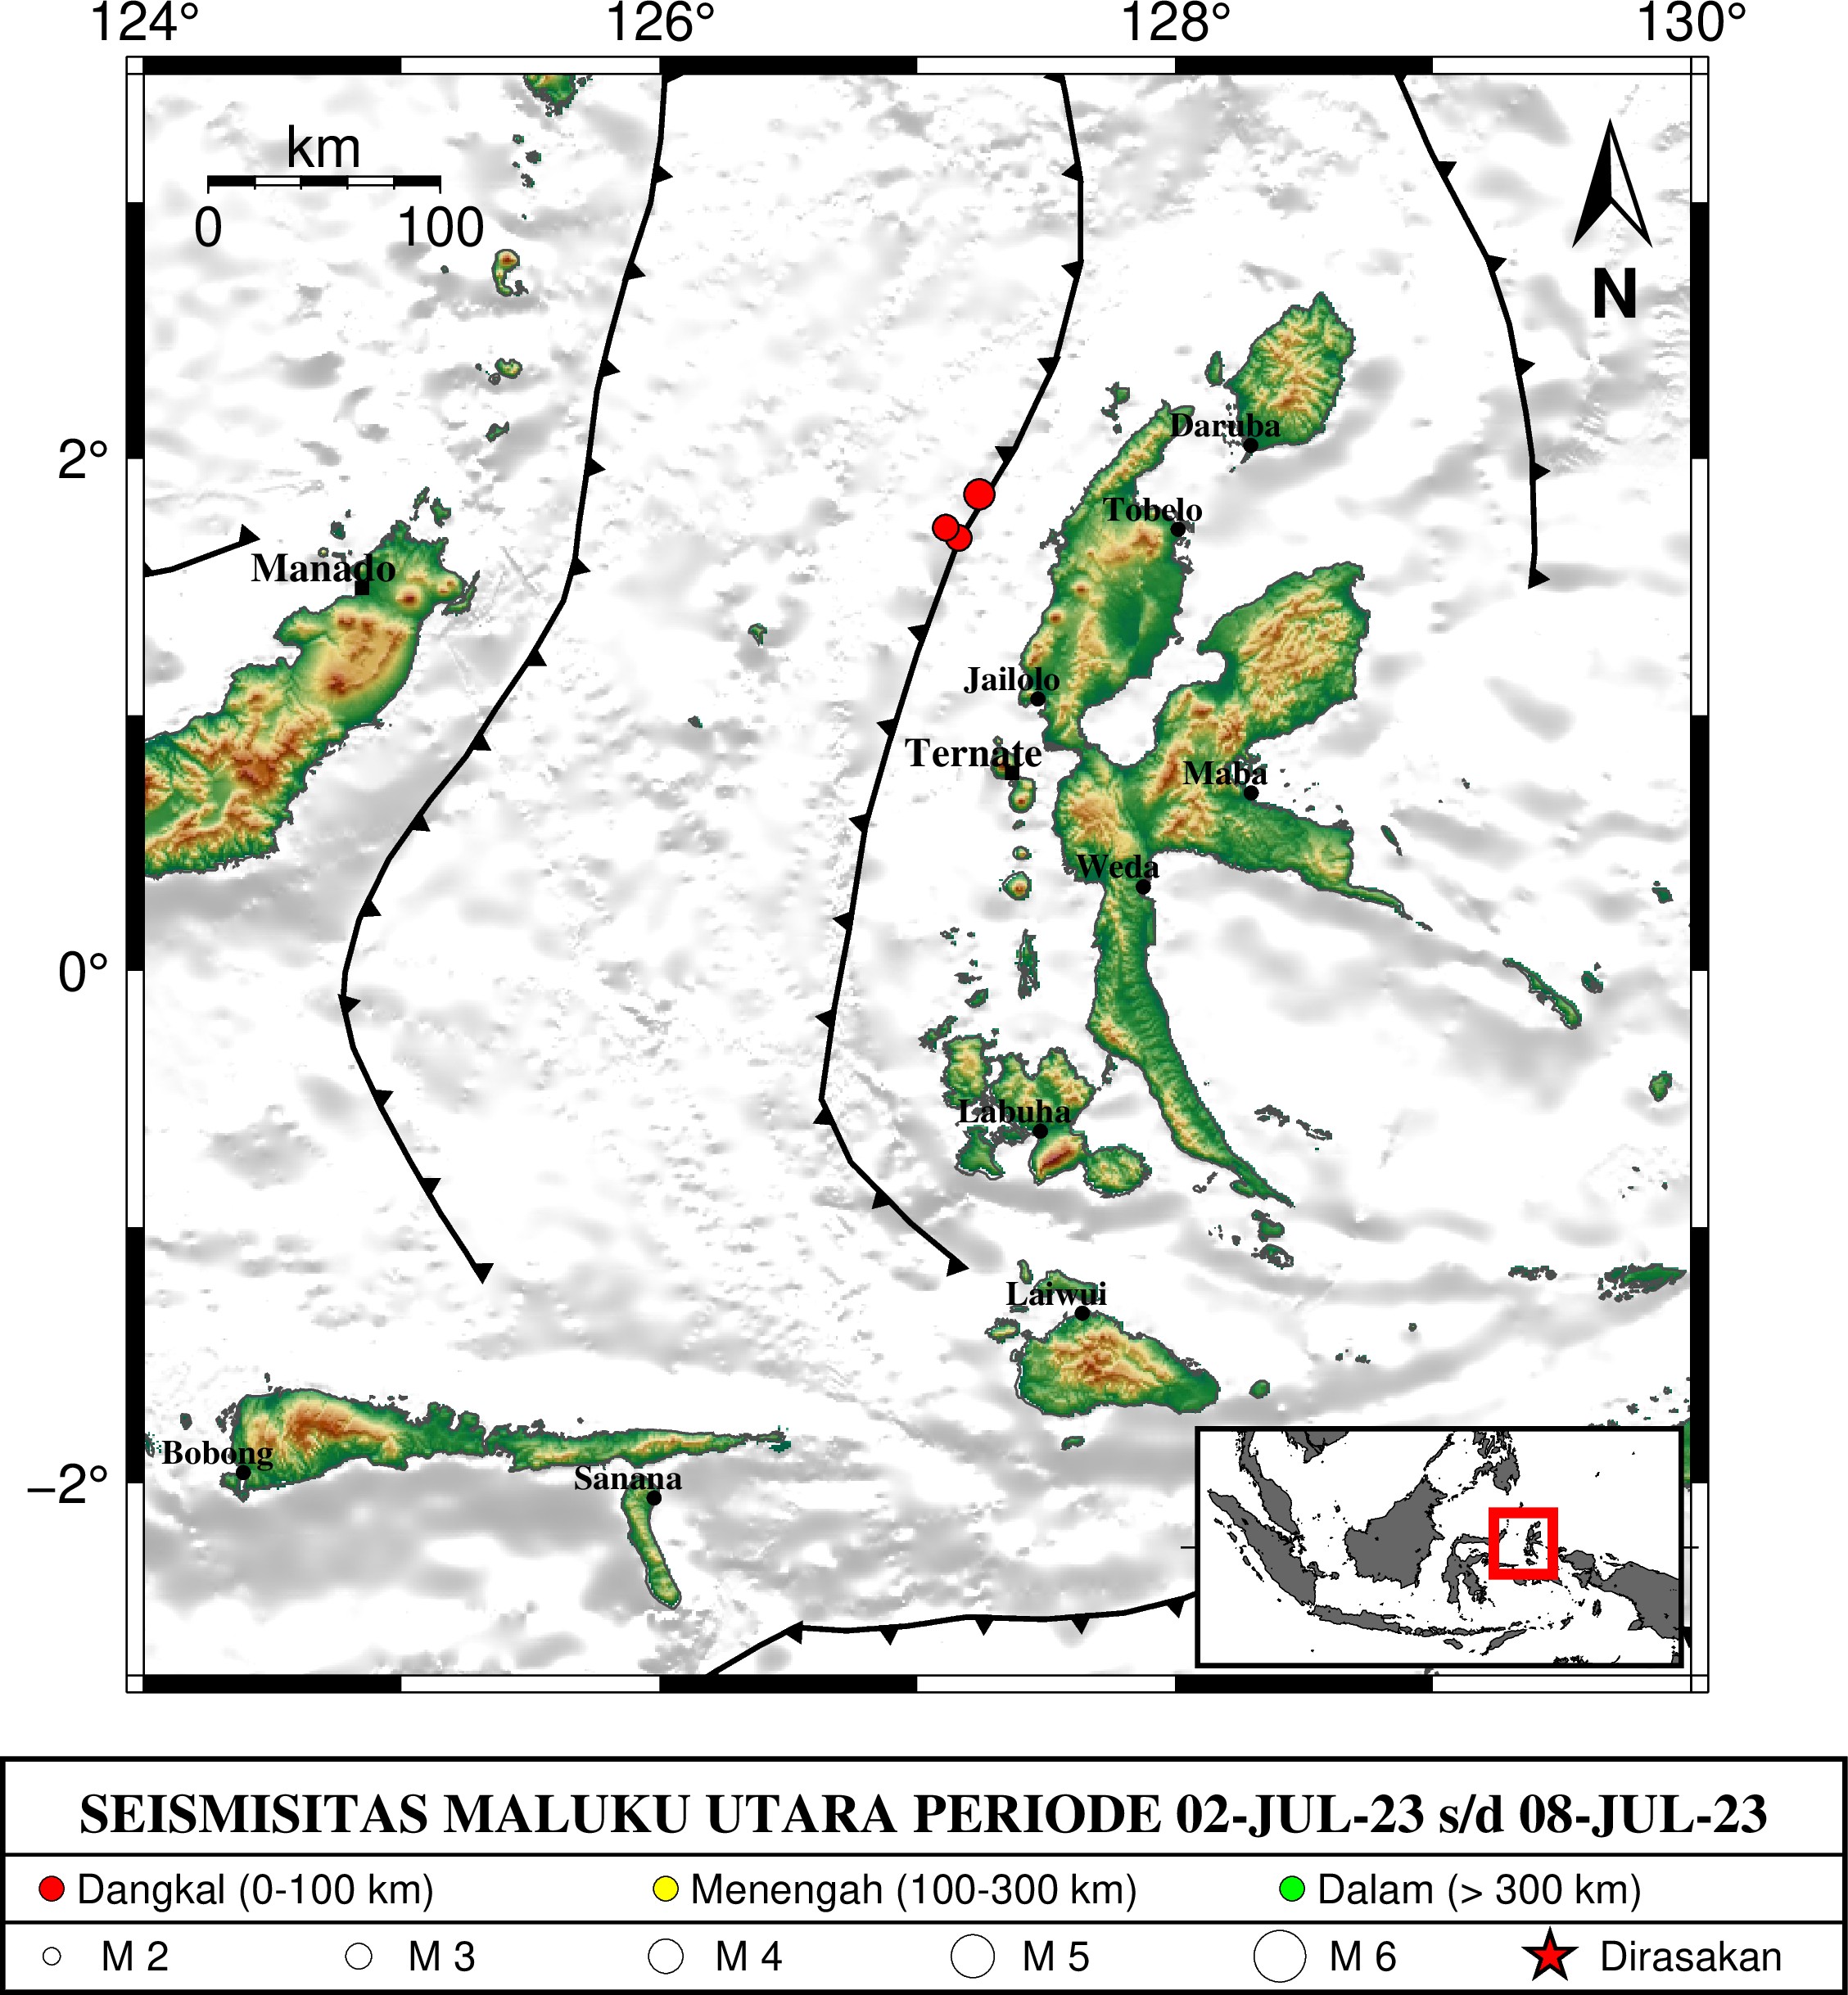 124° 126° 128° 130°
km
0 100
N
2°
0°
−2°
Daruba
Tobelo
Manado
Jailolo
Ternate
Maba
Weda
Labuha
Laiwui
Bobong
Sanana
SEISMISITAS MALUKU UTARA PERIODE 02-JUL-23 s/d 08-JUL-23
Dangkal (0-100 km) Menengah (100-300 km) Dalam (> 300 km)
M 2 M 3 M 4 M 5 M 6 Dirasakan